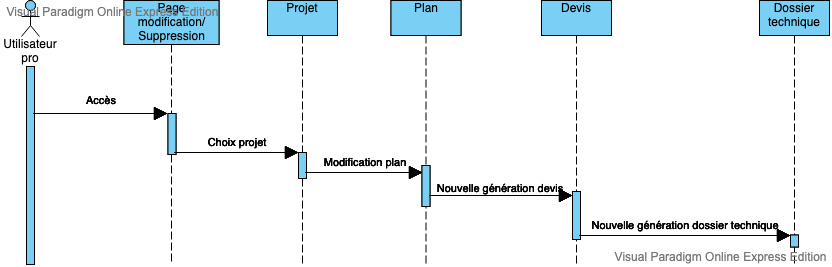 Visual Paradigm Online Express Edition
Utilisateur
pro
Page
modification/
Suppression
Projet
Plan
Devis
Dossier
technique
Accès
Choix projet
Modification plan
Nouvelle génération devis
Nouvelle génération dossier technique
Visual Paradigm Online Express Edition